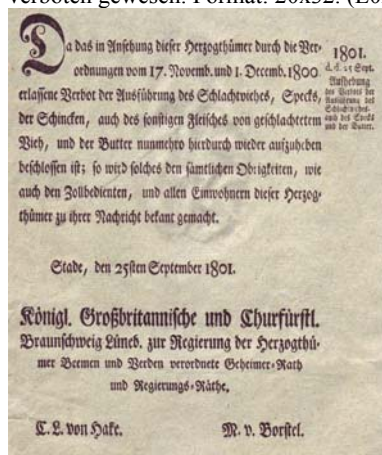 verboten gewesen. Format: 20x32. (E0
Da das in Ansehung dieser Herzogthümer durch die Ver-
ordnungen vom 17. Novemb. und 1. Decemb. 1800
erlassene Verbot der Ausführung des Schlachtviehes, Specks,
der Schincken, auch des sonstigen Fleisches von geschlachtetem
Vieh, und der Butter nunmehro hierdurch wieder aufzuheben
beschlossen ist; so wird solches den sämtlichen Obrigkeiten, wie
auch den Zollbedienten, und allen Einwohnern dieser Herzog-
thümer zu ihrer Nachricht bekant gemacht.
1801.
d. d. 25 Sept.
Aufhebung
des Verbots der
Ausführung des
Schlachtviehes,
auch des Specks
und der Butter.
Stade, den 25sten September 1801.
Königl. Großbritannische und Churfürstl.
Braunschweig Lüneb. zur Regierung der Herzogthü-
mer Bremen und Verden verordnete Geheimer-Rath
und Regierungs-Räthe.
C. L. von Hake.
M. v. Borstel.